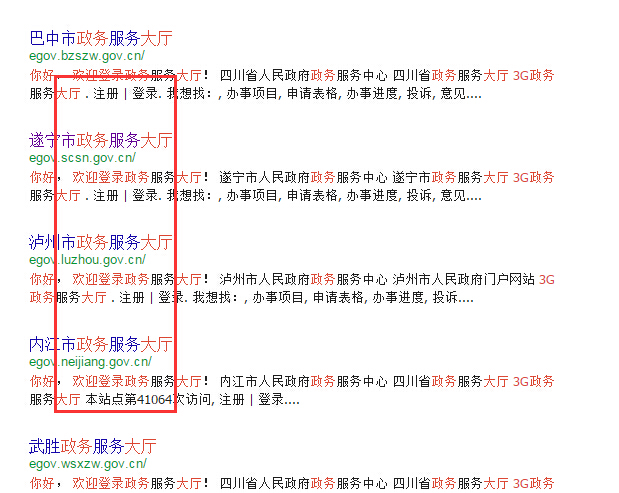 巴中市政务服务大厅
egov.bzszw.gov.cn/
你好， 欢迎登录政务服务大厅！ 四川省人民政府政务服务中心 四川省政务服务大厅 3G政务
服务大厅 . 注册 | 登录. 我想找：, 办事项目, 申请表格, 办事进度, 投诉, 意见....
遂宁市政务服务大厅
egov.scsn.gov.cn/
你好， 欢迎登录政务服务大厅！ 遂宁市人民政府政务服务中心 遂宁市政务服务大厅 3G政务
服务大厅 . 注册 | 登录. 我想找：, 办事项目, 申请表格, 办事进度, 投诉, 意见....
泸州市政务服务大厅
egov.luzhou.gov.cn/
你好， 欢迎登录政务服务大厅！ 泸州市人民政府政务服务中心 泸州市人民政府门户网站 3G
政务服务大厅 . 注册 | 登录. 我想找：, 办事项目, 申请表格, 办事进度, 投诉....
内江市政务服务大厅
egov.neijiang.gov.cn/
你好， 欢迎登录政务服务大厅！ 内江市人民政府政务服务中心 四川省政务服务大厅 3G政务
服务大厅 本站点第41064次访问, 注册 | 登录....
武胜政务服务大厅
egov.wsxzw.gov.cn/
你好， 欢迎登录政务服务大厅！ 四川省人民政府政务服务中心 四川省政务服务大厅 3G政务